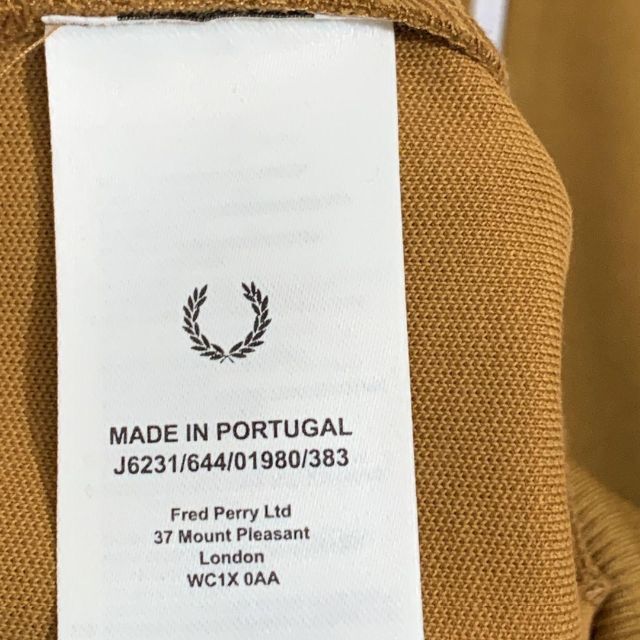 MADE IN PORTUGAL
J6231/644/01980/383
Fred Perry Ltd
37 Mount Pleasant
London
WC1X 0AA